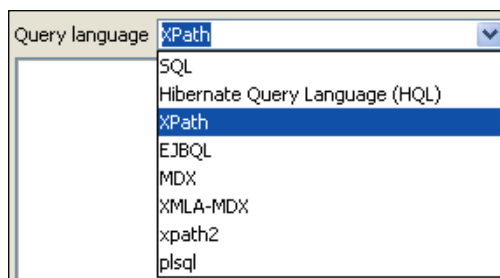 Query language XPath
SQL
Hibernate Query Language (HQL)
XPath
EJBQL
MDX
XMLA-MDX
xpath2
plsql